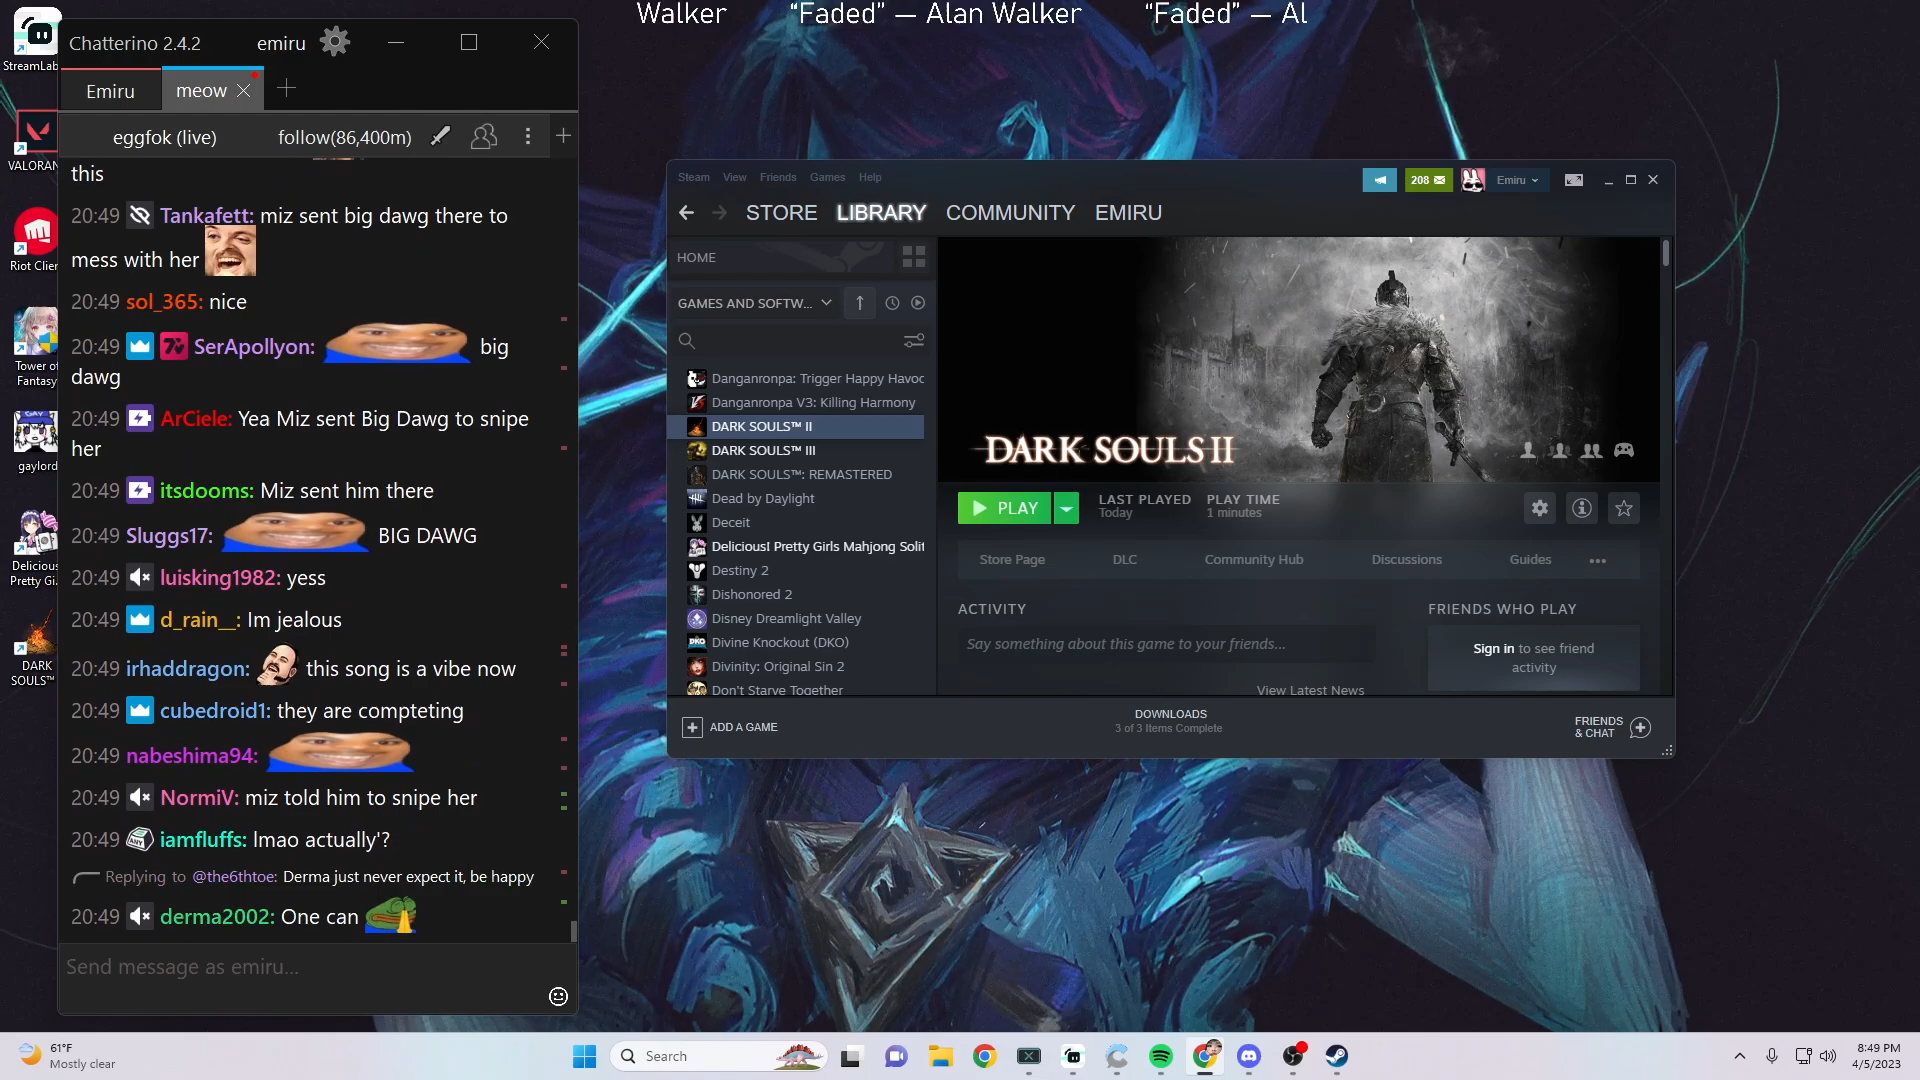 Walker “Faded” — Alan Walker “Faded” — Al
StreamLab
VALORAN
Riot Clien
Tower of
Fantasy
GAY
gaylord
Delicious
Pretty Gi...
DARK
SOULS™
Chatterino 2.4.2 emiru
Emiru meow
eggfok (live) follow(86,400m)
this
20:49 Tankafett: miz sent big dawg there to
mess with her
20:49 sol_365: nice
20:49 SerApollyon: big
dawg
20:49 ArCiele: Yea Miz sent Big Dawg to snipe
her
20:49 itsdooms: Miz sent him there
20:49 Sluggs17: BIG DAWG
20:49 luisking1982: yess
20:49 d_rain__: Im jealous
20:49 irhaddragon: this song is a vibe now
20:49 cubedroid1: they are compteting
20:49 nabeshima94:
20:49 NormiV: miz told him to snipe her
20:49 ANY iamfluffs: lmao actually'?
Replying to @the6thtoe: Derma just never expect it, be happy
20:49 derma2002: One can
Send message as emiru...
Steam View Friends Games Help
208 Emiru
STORE LIBRARY COMMUNITY EMIRU
HOME
GAMES AND SOFTW...
Danganronpa: Trigger Happy Havoc
Danganronpa V3: Killing Harmony
DARK SOULS™ II
DARK SOULS™ III
DARK SOULS™: REMASTERED
Dead by Daylight
Deceit
Delicious! Pretty Girls Mahjong Solit
Destiny 2
Dishonored 2
Disney Dreamlight Valley
DKO Divine Knockout (DKO)
Divinity: Original Sin 2
Don't Starve Together
DARK SOULS II
PLAY
LAST PLAYED
Today
PLAY TIME
1 minutes
Store Page DLC Community Hub Discussions Guides
ACTIVITY
Say something about this game to your friends...
View Latest News
FRIENDS WHO PLAY
Sign in to see friend
activity
ADD A GAME
DOWNLOADS
3 of 3 Items Complete
FRIENDS
& CHAT
61°F
Mostly clear
Search
8:49 PM
4/5/2023